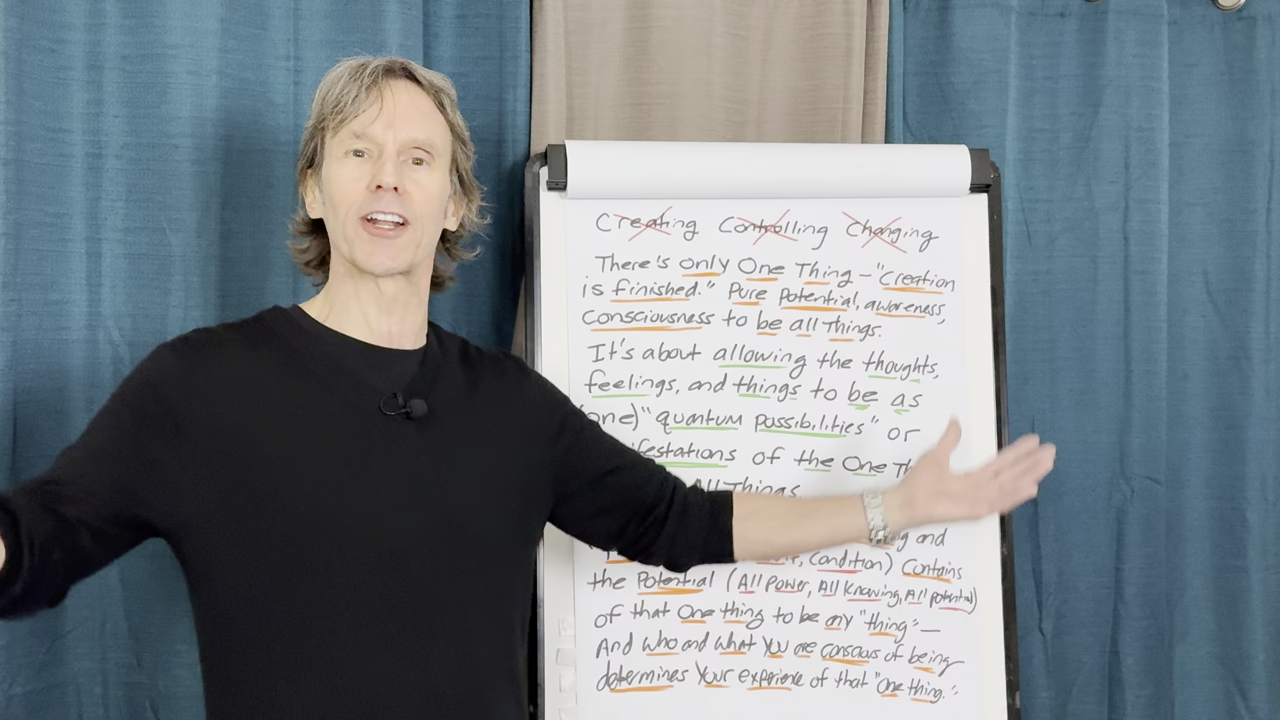 Creating Controlling Changing
There's only One Thing – "Creation
is finished." Pure Potential, awareness,
Consciousness to be all things.
It's about allowing the thoughts,
feelings, and things to be as
one) "quantum possibilities" or
festations of the One Th
All Things.
and
, Condition) Contains
the Potential (All Power, All Knowing, All potential)
of that One thing to be any "thing" —
And who and what you are conscious of being
determines Your experience of that "One thing."